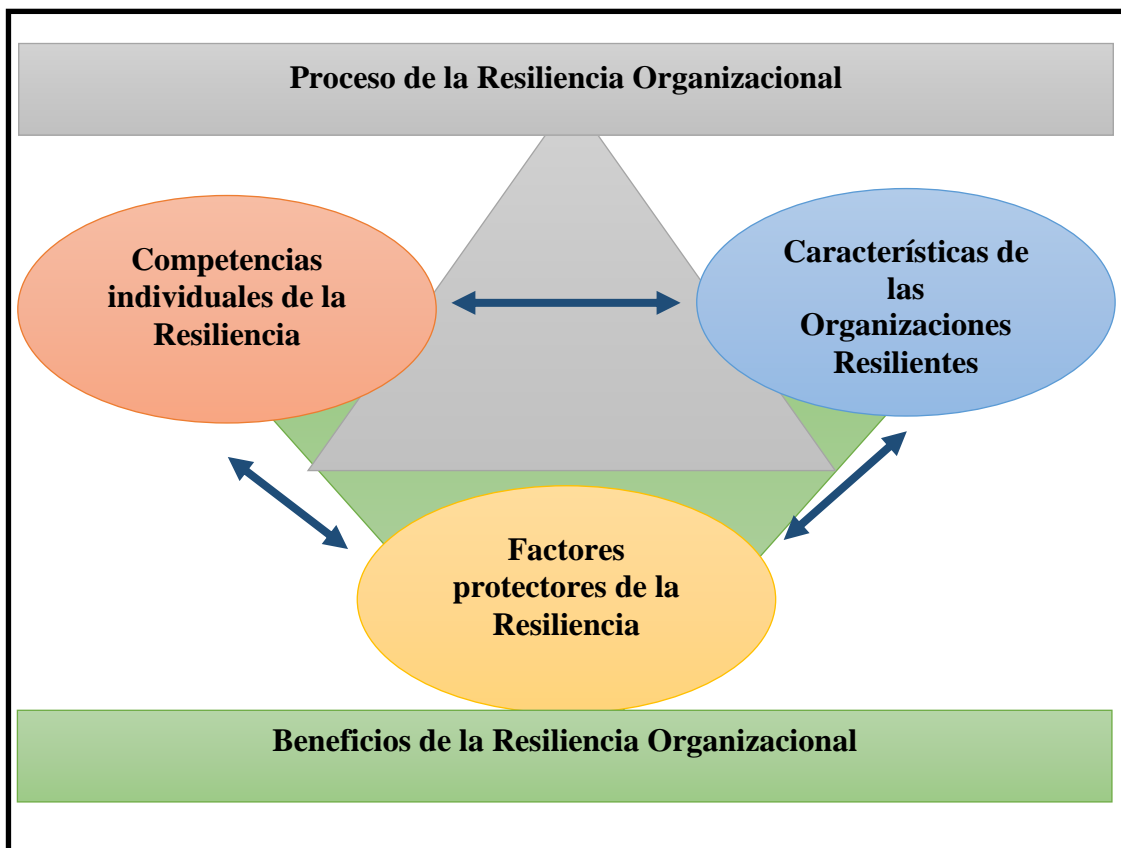 Proceso de la Resiliencia Organizacional
Competencias
individuales de la
Resiliencia
Características de
las
Organizaciones
Resilientes
Factores
protectores de la
Resiliencia
Beneficios de la Resiliencia Organizacional